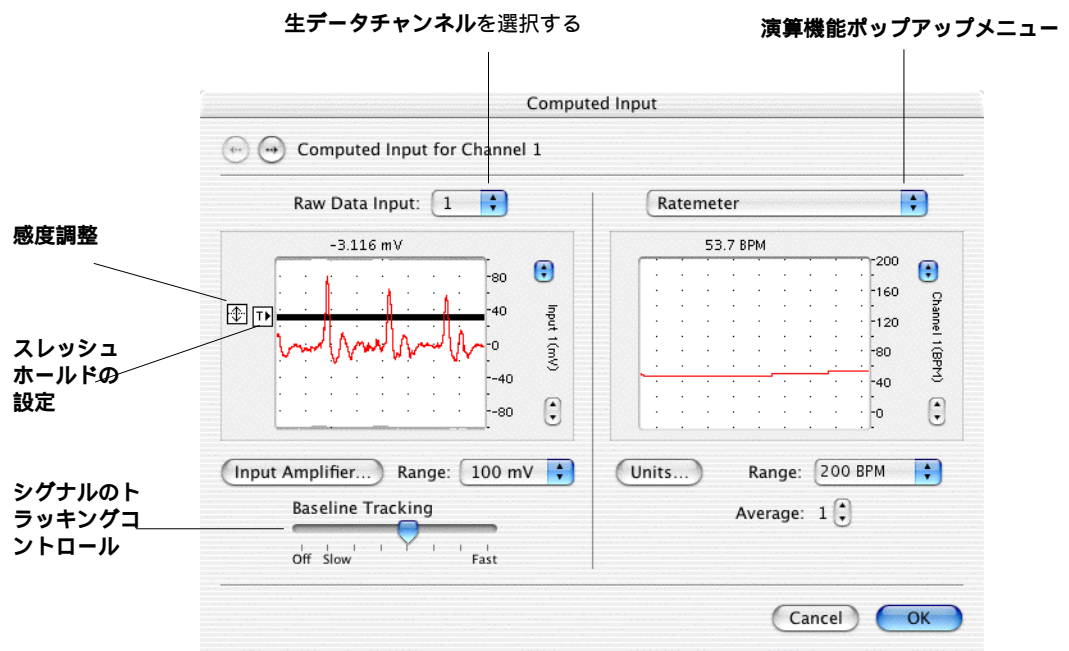 生データチャンネルを選択する
演算機能ポップアップメニュー
Computed Input
Computed Input for Channel 1
Raw Data Input: 1
Ratemeter
感度調整
-3.116 mV
80
40
0
-40
-80
Input 1(mV)
53.7 BPM
200
160
120
80
40
0
Channel 1(BPM)
T
スレッシュ
ホールドの
設定
Input Amplifier... Range: 100 mV
Units... Range: 200 BPM
シグナルのト
ラッキングコ
ントロール
Baseline Tracking
Off Slow Fast
Average: 1
Cancel OK